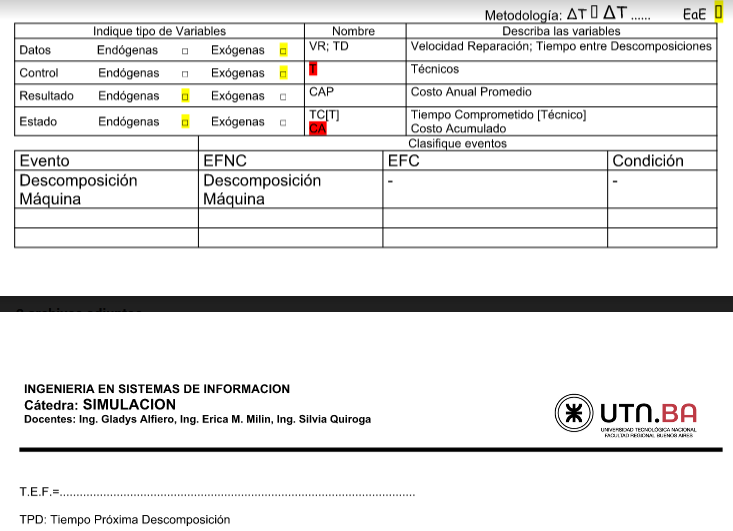 Metodología: ΔT ▯ ΔT ...... EaE ▯
Indique tipo de Variables Nombre Describa las variables
Datos Endógenas □ Exógenas □ VR; TD Velocidad Reparación; Tiempo entre Descomposiciones
Control Endógenas □ Exógenas □ T Técnicos
Resultado Endógenas □ Exógenas □ CAP Costo Anual Promedio
Estado Endógenas □ Exógenas □ TC[T] Tiempo Comprometido [Técnico]
CA Costo Acumulado
Clasifique eventos
Evento EFNC EFC Condición
Descomposición Descomposición - -
Máquina Máquina
INGENIERIA EN SISTEMAS DE INFORMACION
Cátedra: SIMULACION
Docentes: Ing. Gladys Alfiero, Ing. Erica M. Milin, Ing. Silvia Quiroga
UTN.BA
UNIVERSIDAD TECNOLÓGICA NACIONAL
FACULTAD REGIONAL BUENOS AIRES
T.E.F.=...........................................................................................................
TPD: Tiempo Próxima Descomposición